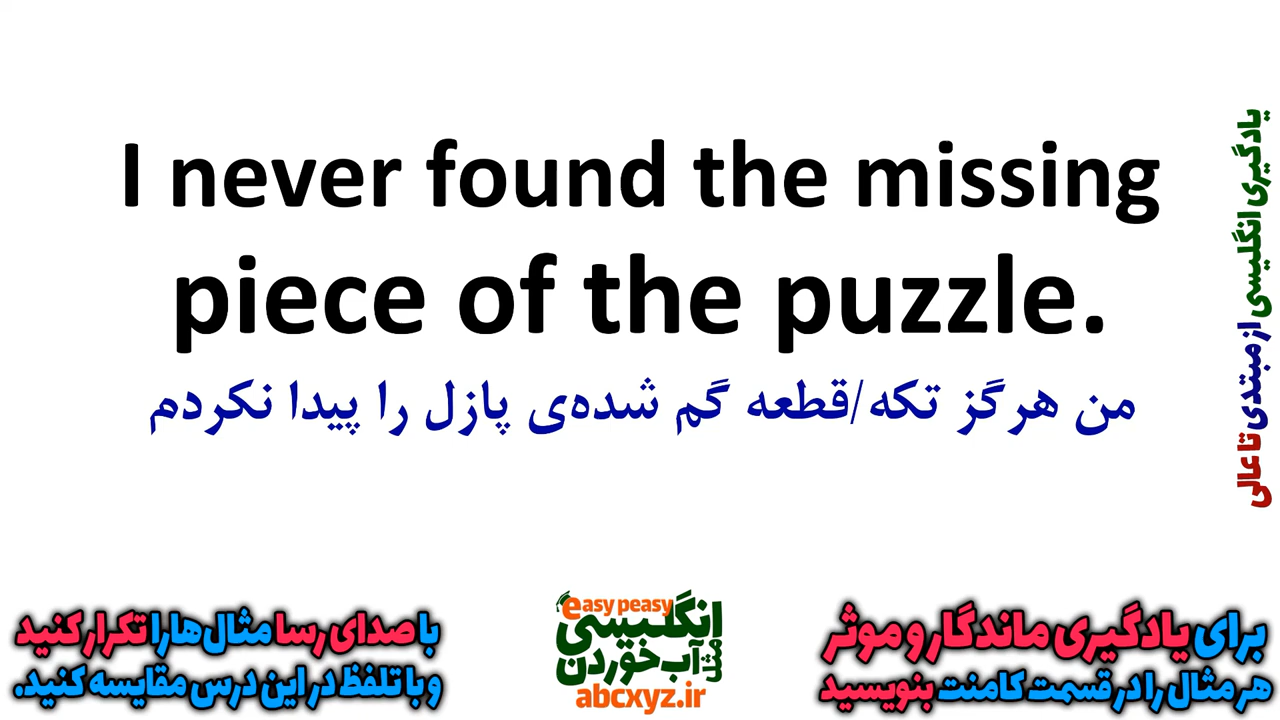 I never found the missing
piece of the puzzle.
من هرگز تکه/قطعه گم شده‌ی پازل را پیدا نکردم
یادگیری انگلیسی از مبتدی تا عالی
برای یادگیری ماندگار و موثر
هر مثال را در قسمت کامنت بنویسید
easy peasy
انگلیسی
مثل
آب خوردن
abcxyz.ir
با صدای رسا مثال‌ها را تکرار کنید
و با تلفظ در این درس مقایسه کنید.